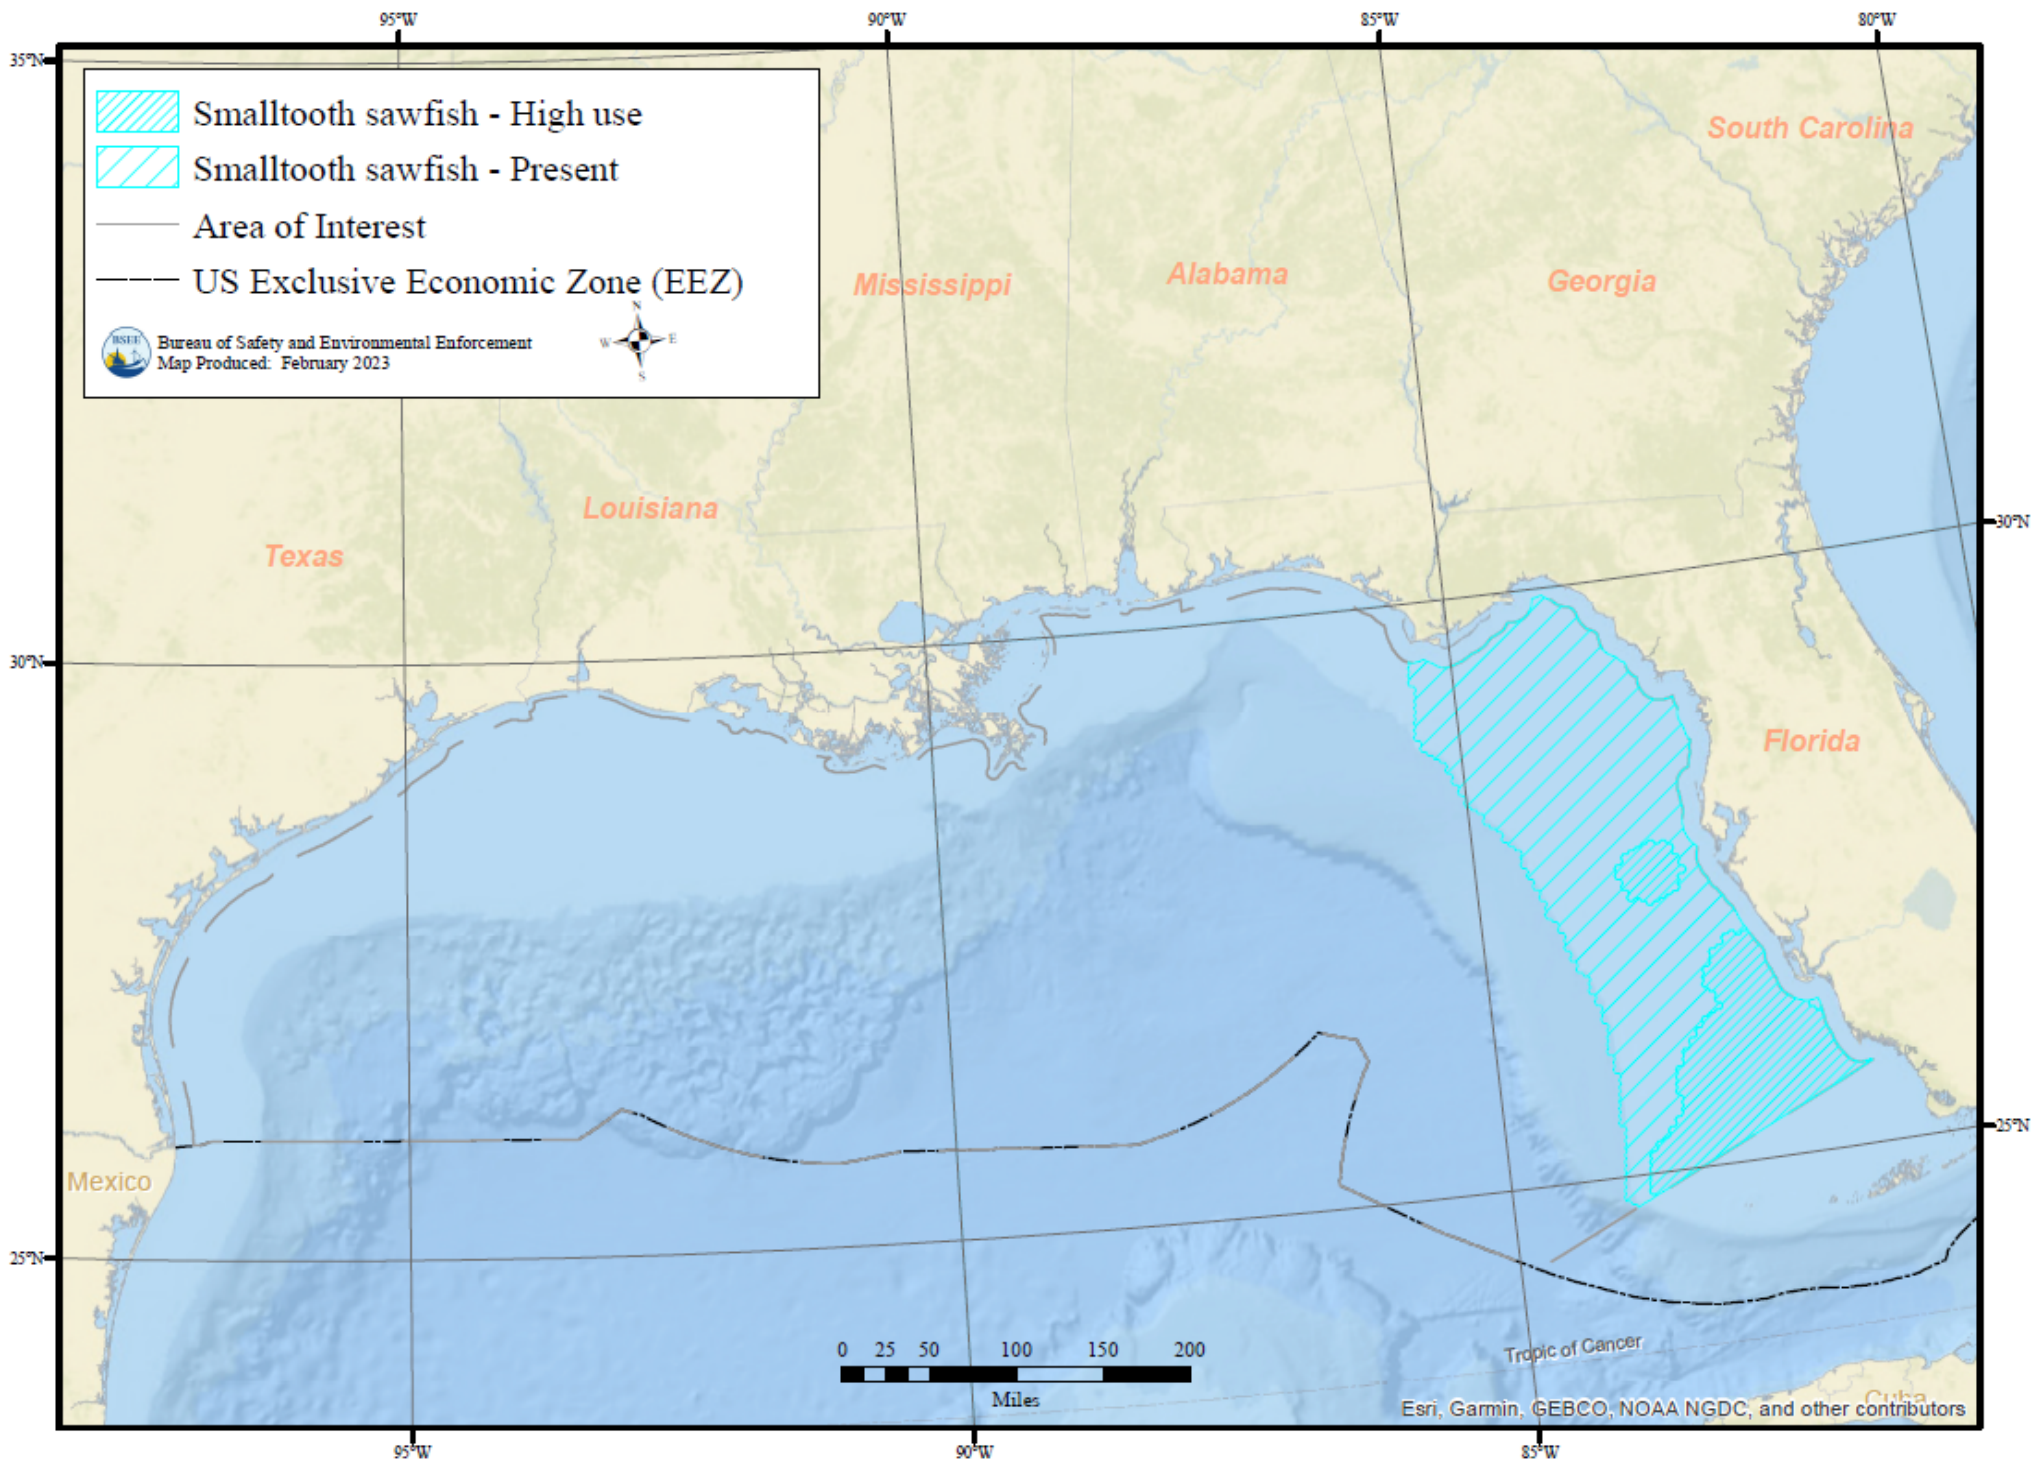 95°W 90°W 85°W 80°W
35°N
Smalltooth sawfish - High use
Smalltooth sawfish - Present
Area of Interest
US Exclusive Economic Zone (EEZ)
BSEE
Bureau of Safety and Environmental Enforcement
Map Produced: February 2023
N
W E
S
South Carolina
Mississippi
Alabama
Georgia
Louisiana
Texas
30°N
30°N
Florida
25°N
Mexico
25°N
0 25 50 100 150 200
Miles
Tropic of Cancer
Cuba
Esri, Garmin, GEBCO, NOAA NGDC, and other contributors
95°W 90°W 85°W